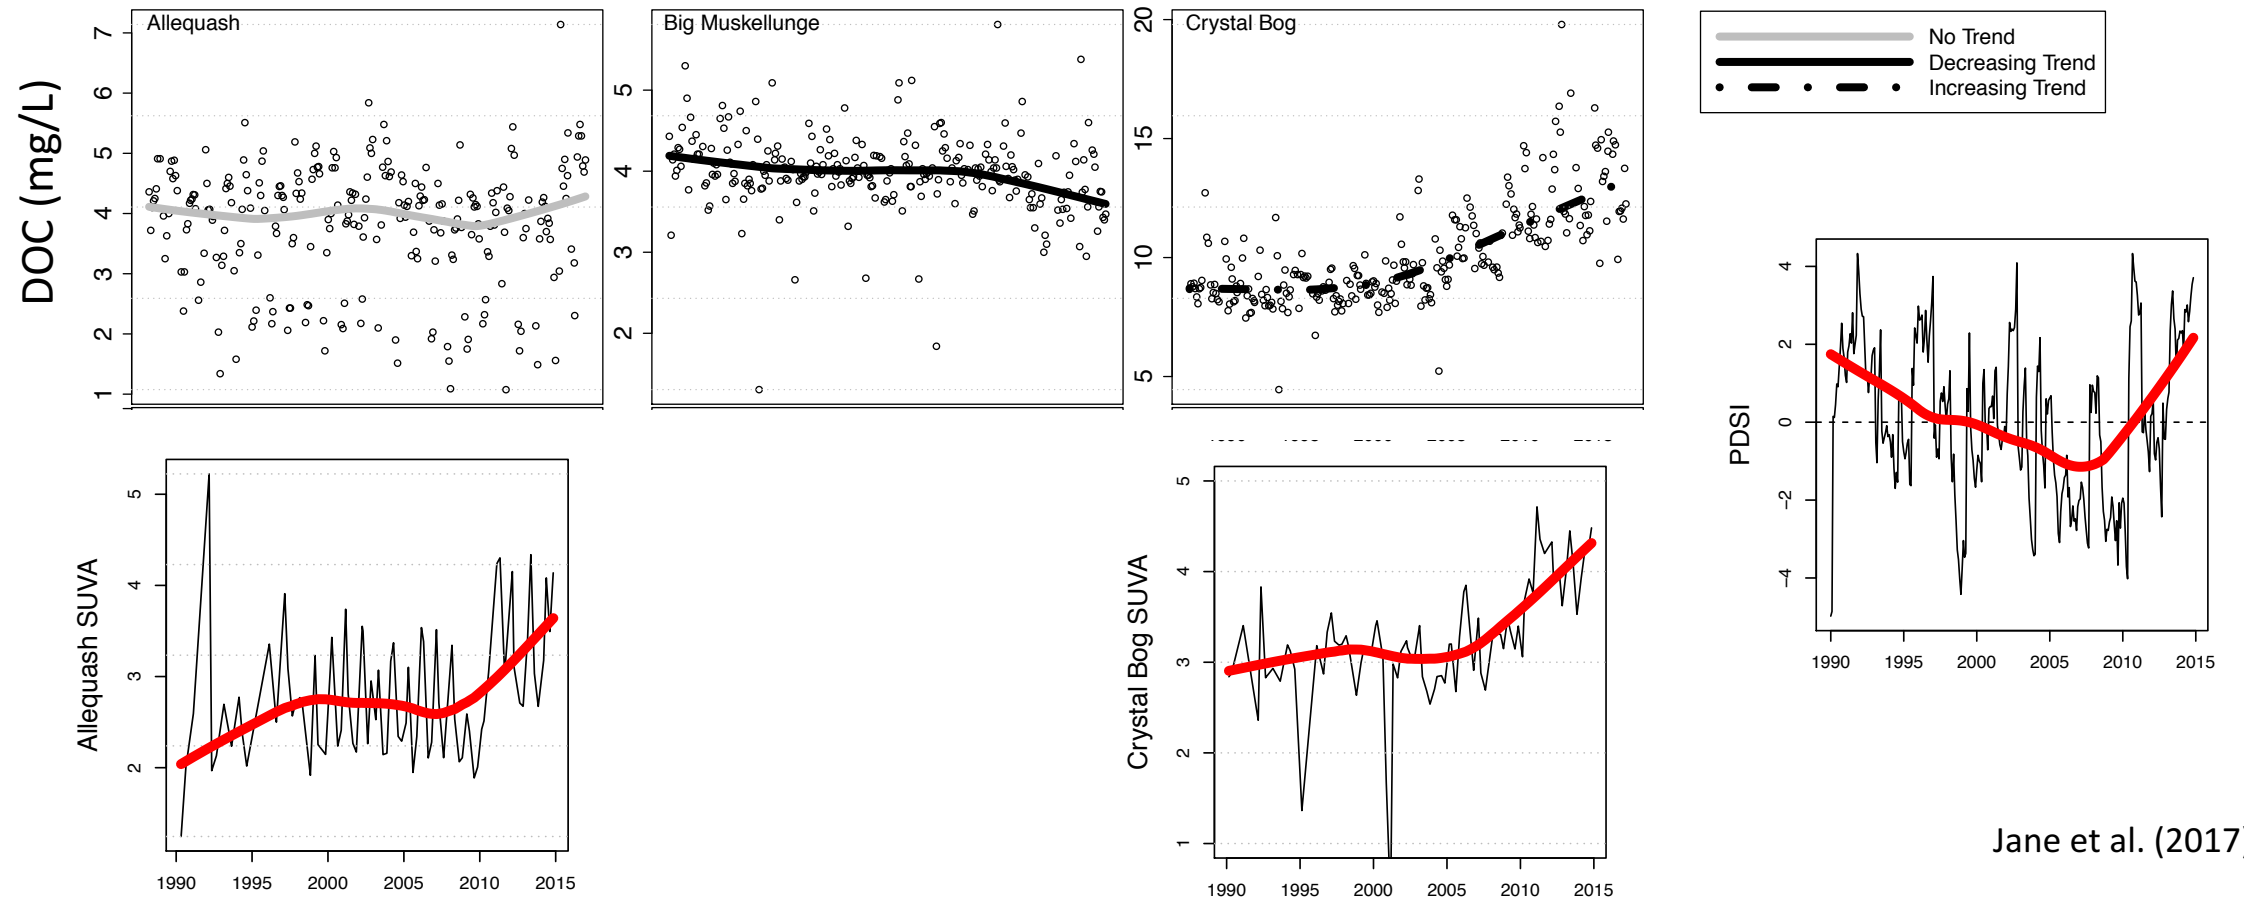 Allequash
Big Muskellunge
Crystal Bog
No Trend
Decreasing Trend
Increasing Trend
DOC (mg/L)
7
6
5
4
3
2
1
5
4
3
2
20
15
10
5
PDSI
4
2
0
−2
−4
1990 1995 2000 2005 2010 2015
Allequash SUVA
5
4
3
2
1990 1995 2000 2005 2010 2015
Crystal Bog SUVA
5
4
3
2
1
1990 1995 2000 2005 2010 2015
Jane et al. (2017)